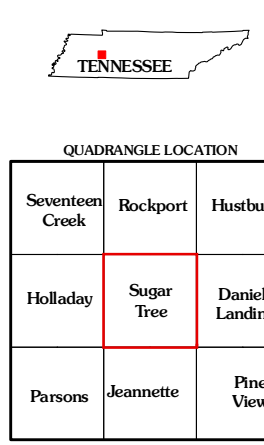 TENNESSEE
QUADRANGLE LOCATION
Seventeen
Creek
Rockport
Hustbu
Holladay
Sugar
Tree
Daniel
Landin
Parsons
Jeannette
Pine
View